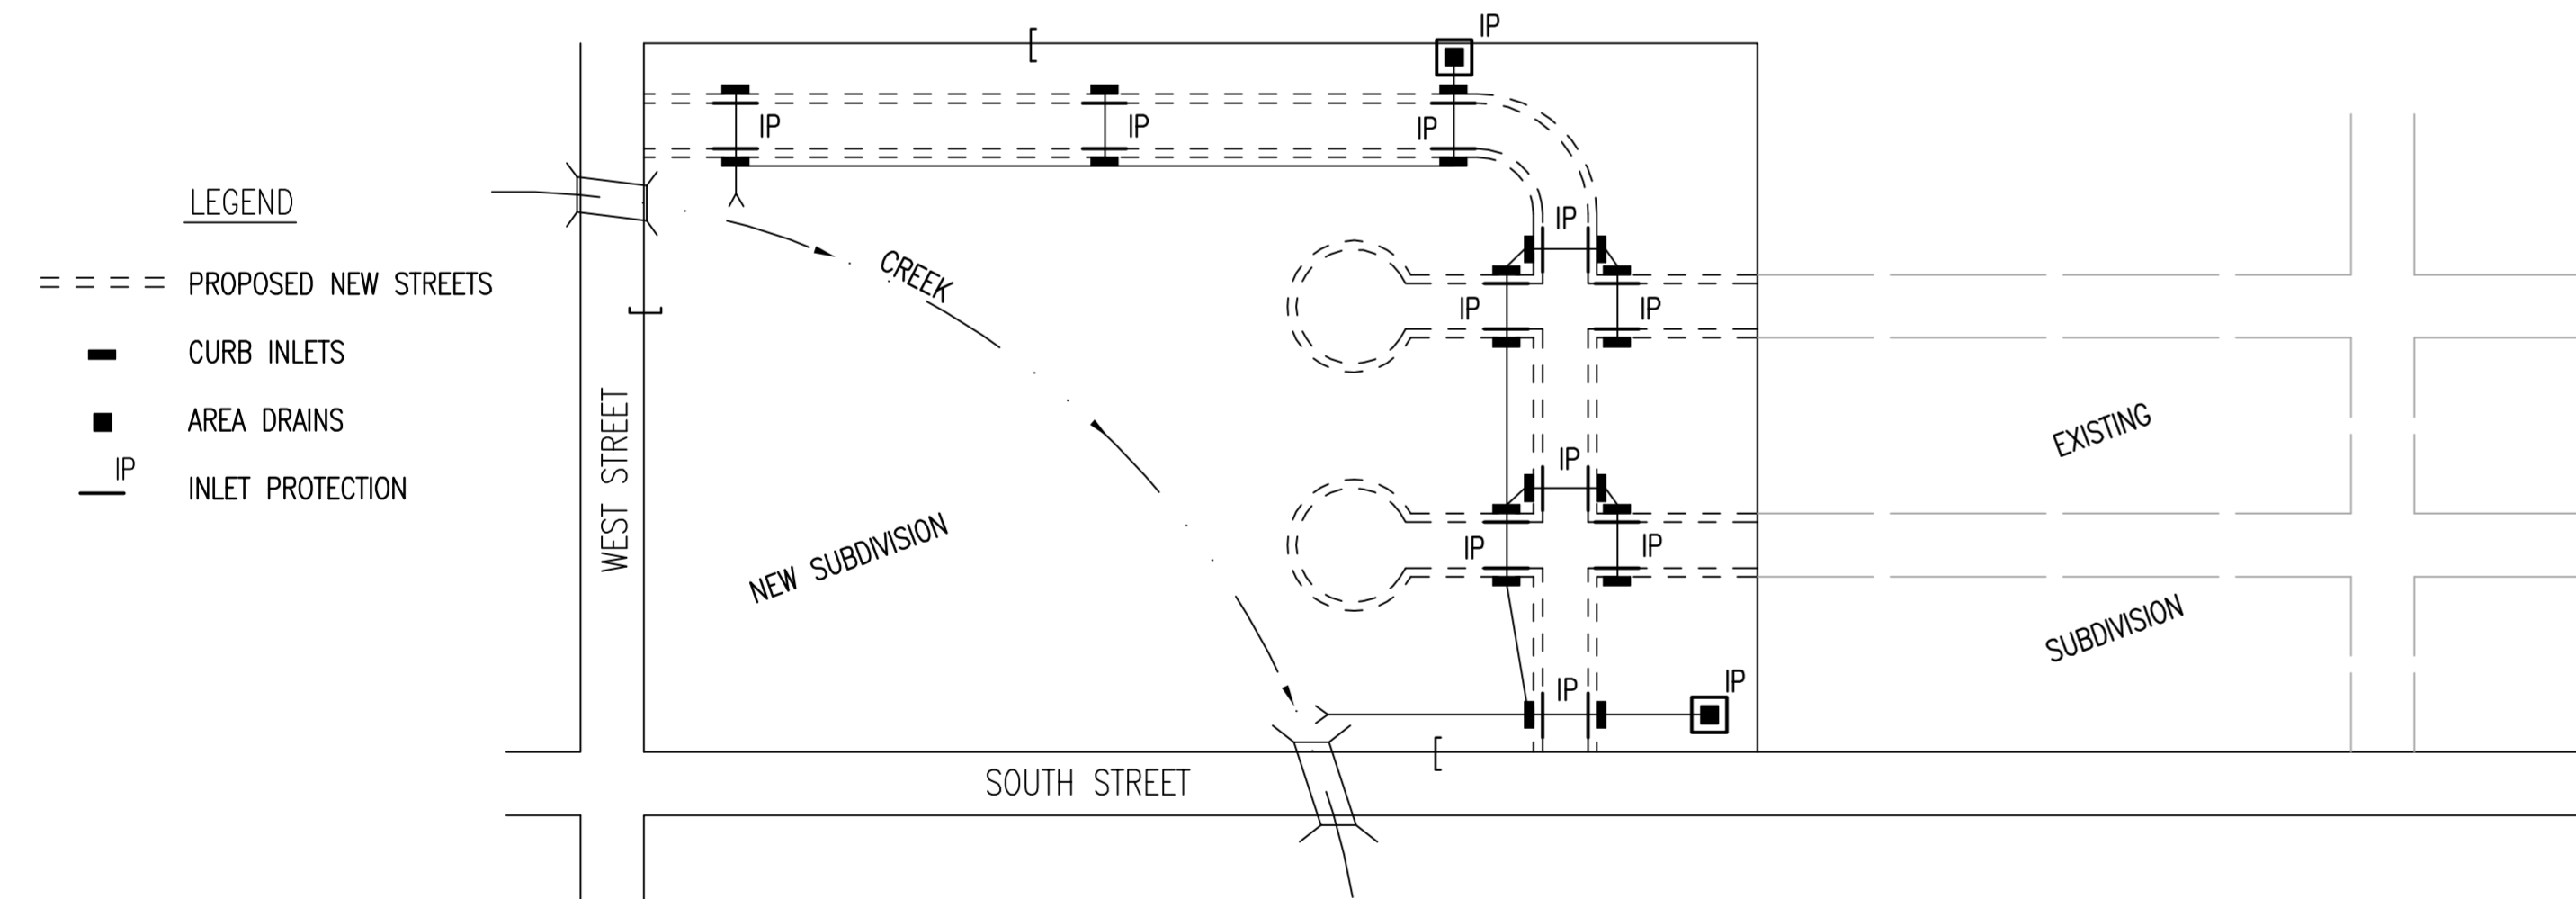 IP
IP
IP
IP
LEGEND
IP
CREEK
PROPOSED NEW STREETS
IP
IP
CURB INLETS
AREA DRAINS
WEST STREET
EXISTING
IP
IP
INLET PROTECTION
NEW SUBDIVISION
IP
IP
SUBDIVISION
IP
IP
SOUTH STREET